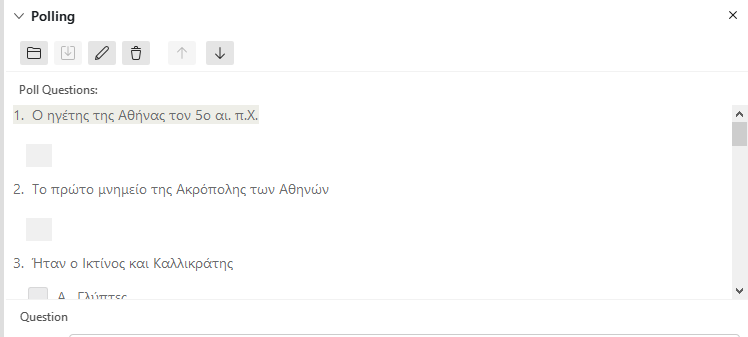 Polling
Poll Questions:
1. Ο ηγέτης της Αθήνας τον 5ο αι. π.Χ.
2. Το πρώτο μνημείο της Ακρόπολης των Αθηνών
3. Ήταν ο Ικτίνος και Καλλικράτης
Α. Γλύπτες
Question